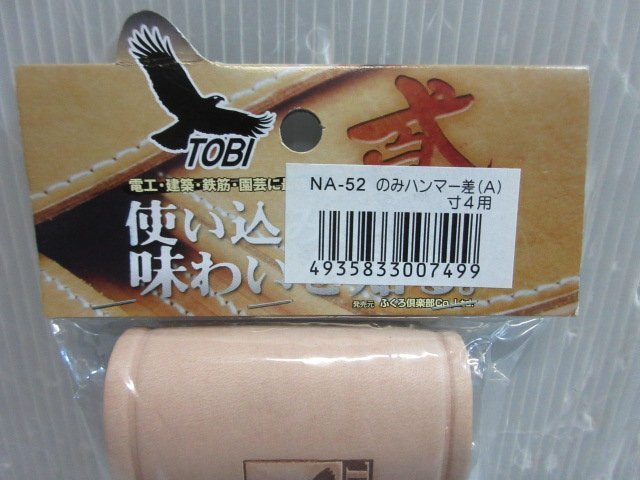 TOBI
弐
電工・建築・鉄筋・園芸に
NA-52 のみハンマー差(A)
寸4用
使い込
味わい
4935833007499
発売元 ふくろ倶楽部Co.,Ltd.